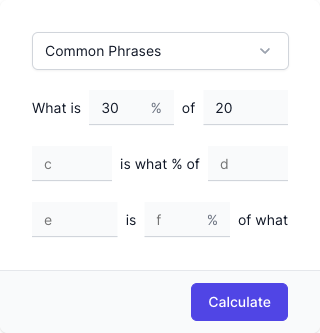 Common Phrases
What is 30 % of 20
c is what % of d
e is f % of what
Calculate